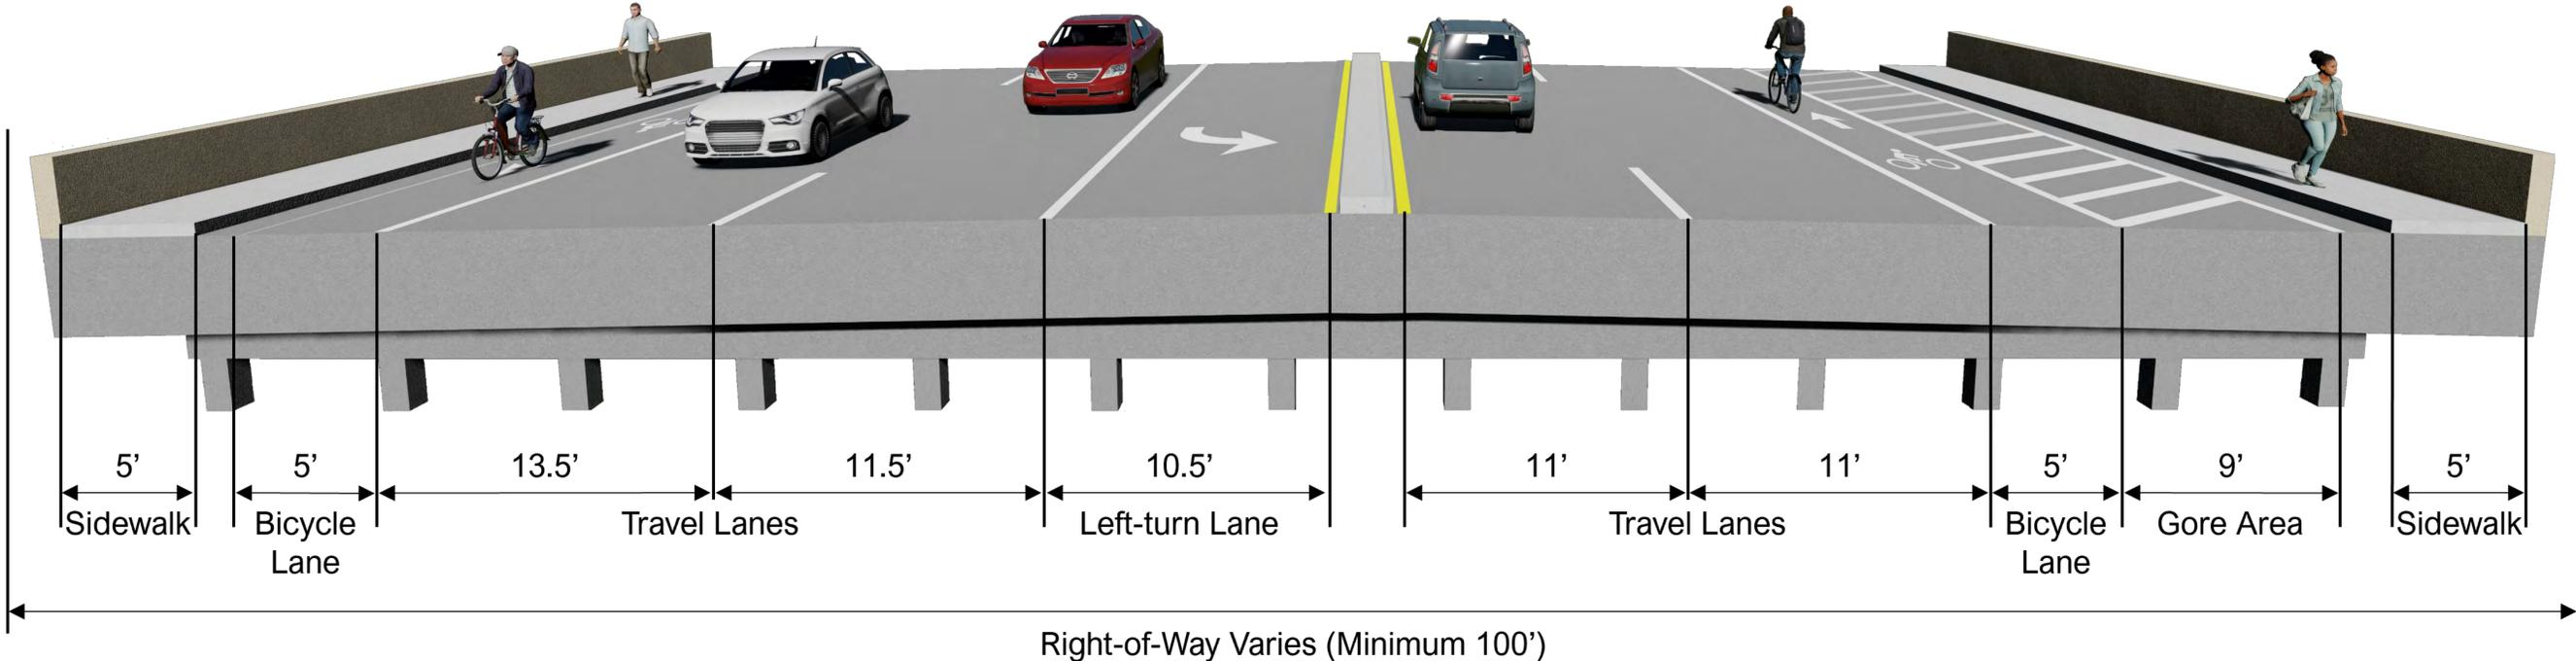 5’ 5’ 13.5’ 11.5’ 10.5’ 11’ 11’ 5’ 9’ 5’
Sidewalk Bicycle Travel Lanes Left-turn Lane Travel Lanes Bicycle Gore Area Sidewalk
Lane Lane
Right-of-Way Varies (Minimum 100’)